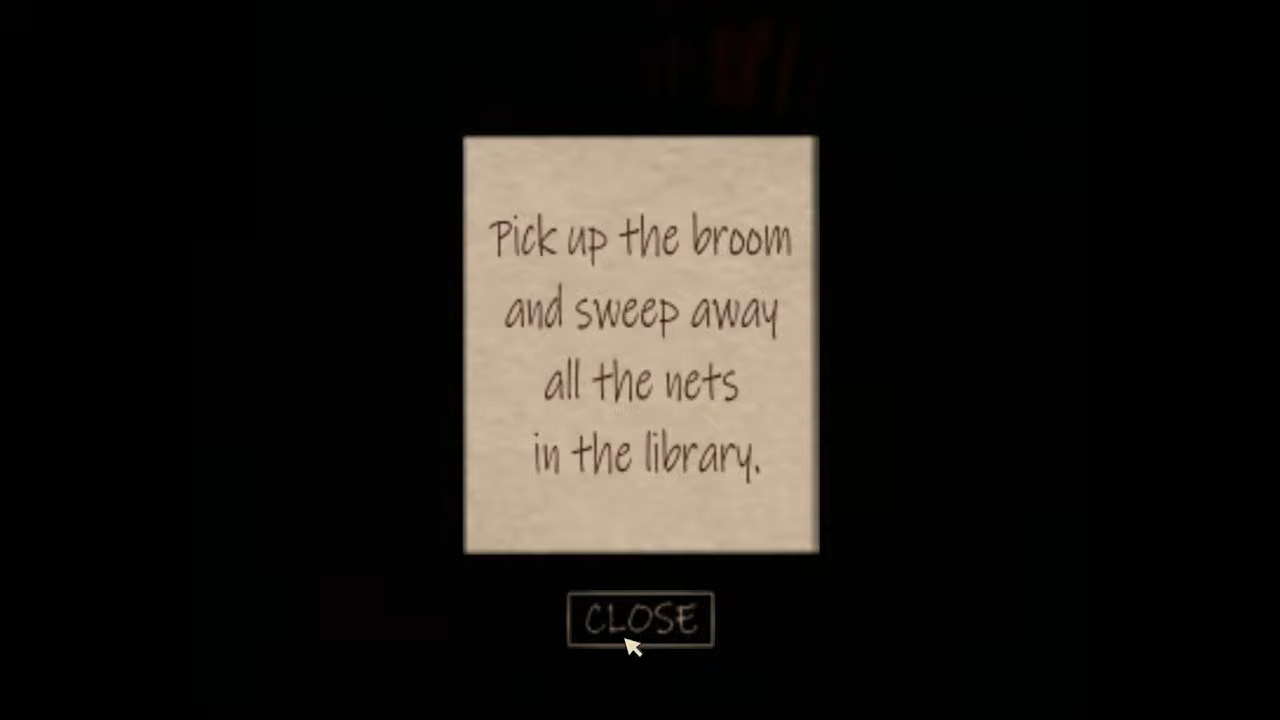 Pick up the broom
and sweep away
all the nets
in the library.
CLOSE